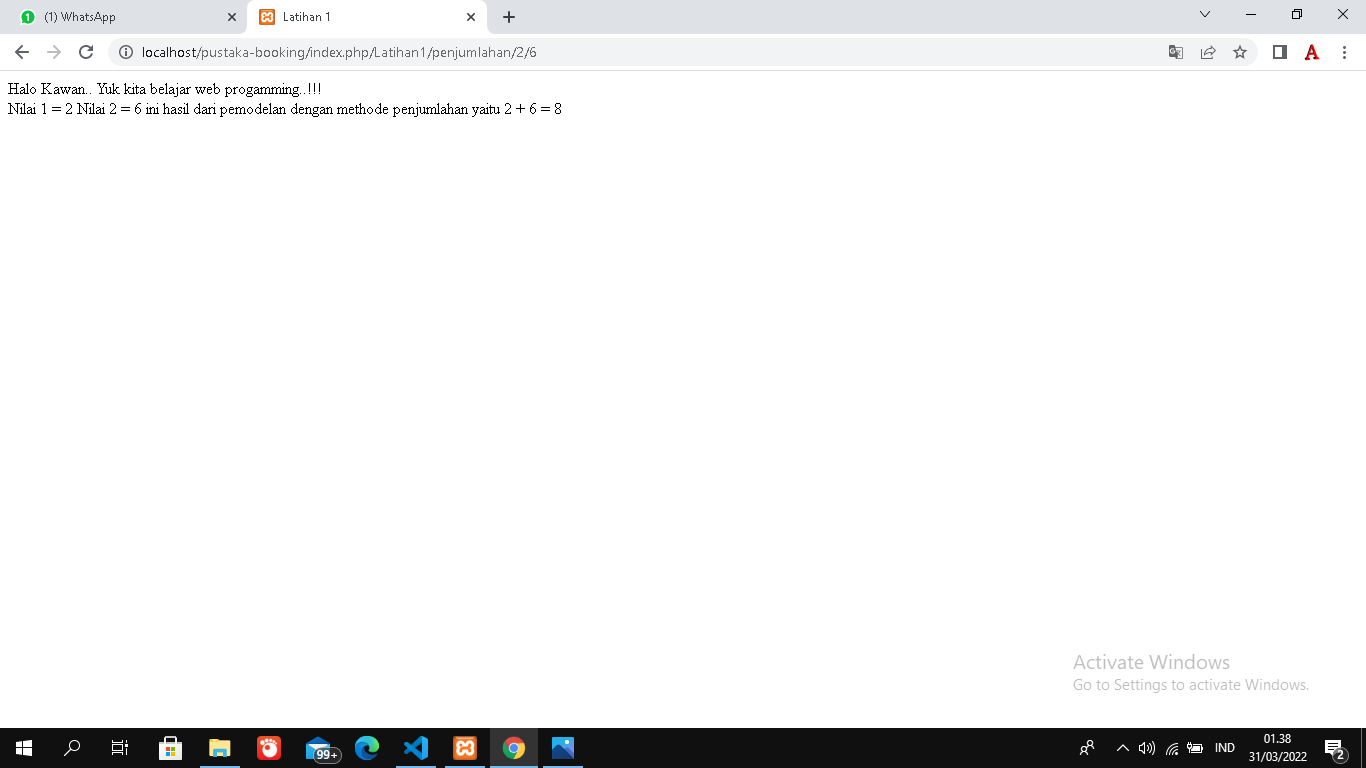 (1) WhatsApp
Latihan 1
localhost/pustaka-booking/index.php/Latihan1/penjumlahan/2/6
Halo Kawan.. Yuk kita belajar web progamming..!!!
Nilai 1 = 2 Nilai 2 = 6 ini hasil dari pemodelan dengan methode penjumlahan yaitu 2 + 6 = 8
Activate Windows
Go to Settings to activate Windows.
99+
IND
01.38
31/03/2022
2